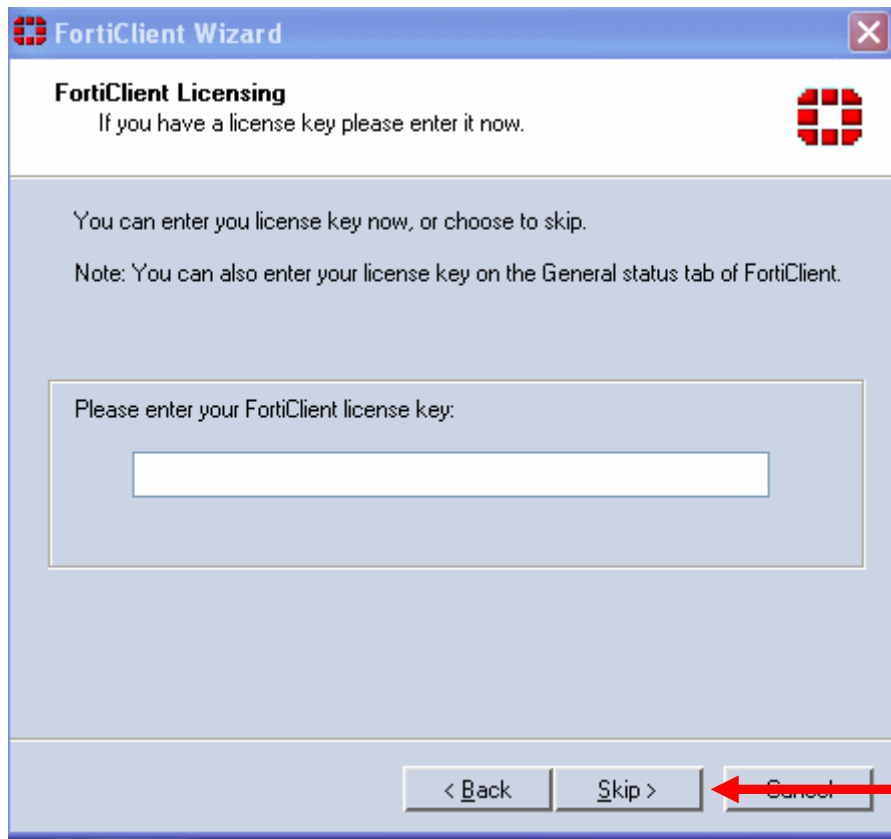 FortiClient Wizard
FortiClient Licensing
If you have a license key please enter it now.
You can enter you license key now, or choose to skip.
Note: You can also enter your license key on the General status tab of FortiClient.
Please enter your FortiClient license key:
< Back
Skip >
Cancel